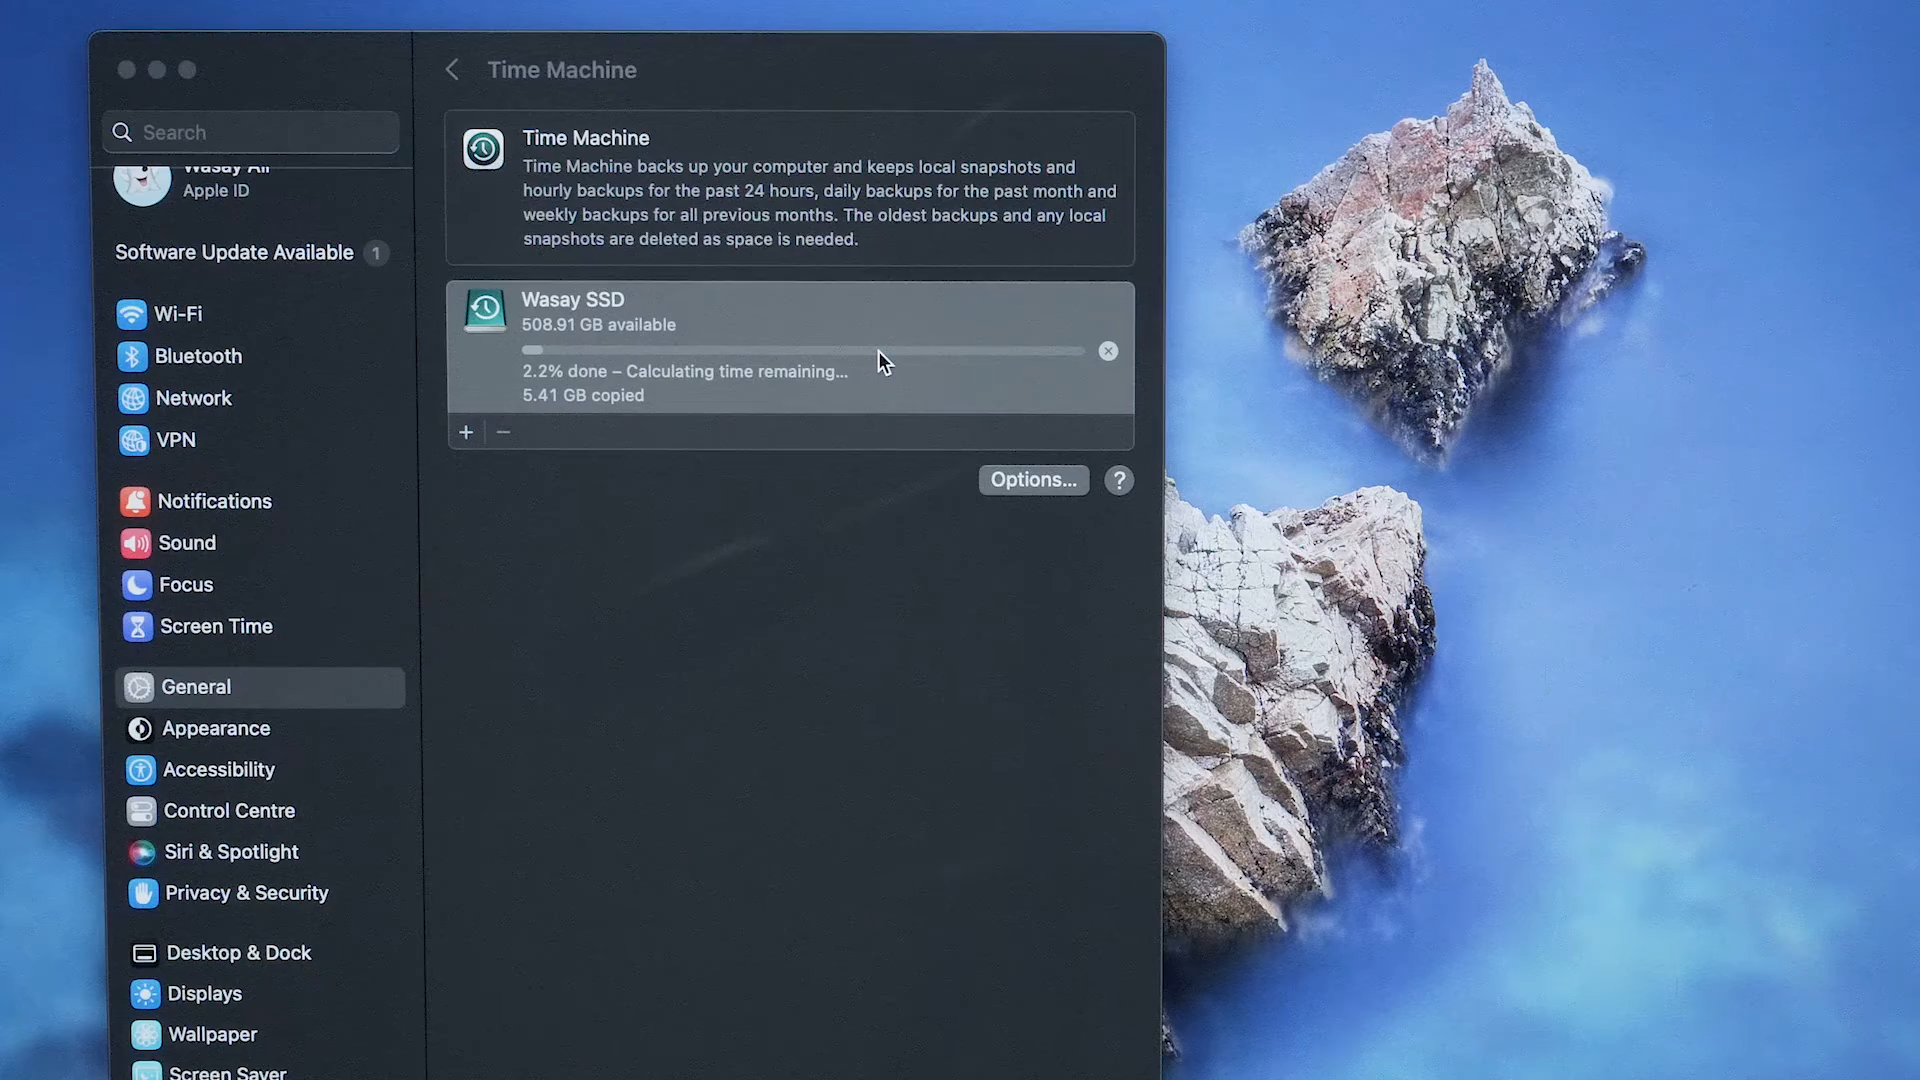 Time Machine
Search
Wasay Ali
Apple ID
Software Update Available 1
Wi-Fi
Bluetooth
Network
VPN
Notifications
Sound
Focus
Screen Time
General
Appearance
Accessibility
Control Centre
Siri & Spotlight
Privacy & Security
Desktop & Dock
Displays
Wallpaper
Screen Saver
Time Machine
Time Machine backs up your computer and keeps local snapshots and
hourly backups for the past 24 hours, daily backups for the past month and
weekly backups for all previous months. The oldest backups and any local
snapshots are deleted as space is needed.
Wasay SSD
508.91 GB available
2.2% done – Calculating time remaining...
5.41 GB copied
+ −
Options... ?